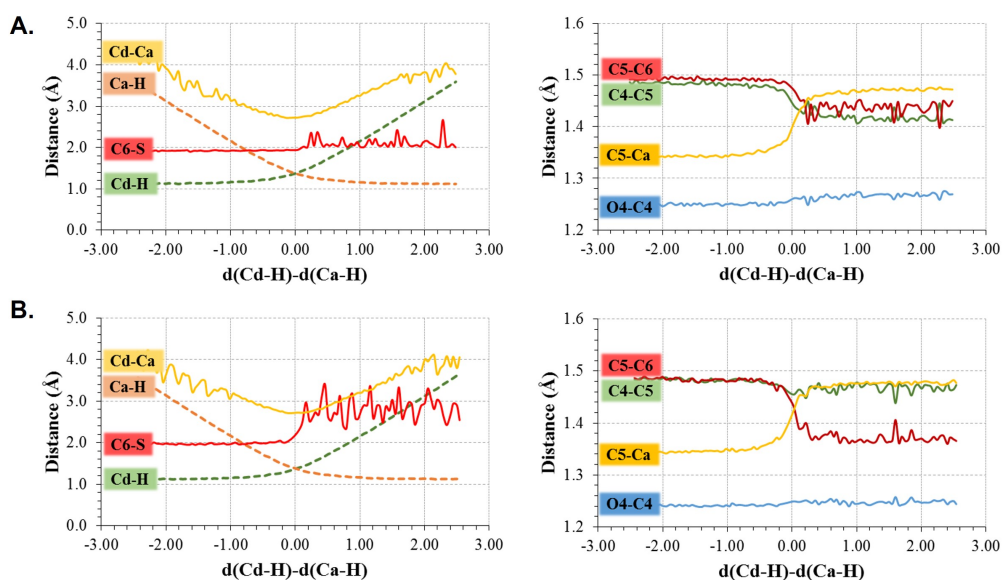 A.
Distance (Å)
5.0
4.0
3.0
2.0
1.0
0.0
Cd-Ca
Ca-H
C6-S
Cd-H
-3.00 -2.00 -1.00 0.00 1.00 2.00 3.00
d(Cd-H)-d(Ca-H)
Distance (Å)
1.6
1.5
1.4
1.3
1.2
C5-C6
C4-C5
C5-Ca
O4-C4
-3.00 -2.00 -1.00 0.00 1.00 2.00 3.00
d(Cd-H)-d(Ca-H)
B.
Distance (Å)
5.0
4.0
3.0
2.0
1.0
0.0
Cd-Ca
Ca-H
C6-S
Cd-H
-3.00 -2.00 -1.00 0.00 1.00 2.00 3.00
d(Cd-H)-d(Ca-H)
Distance (Å)
1.6
1.5
1.4
1.3
1.2
C5-C6
C4-C5
C5-Ca
O4-C4
-3.00 -2.00 -1.00 0.00 1.00 2.00 3.00
d(Cd-H)-d(Ca-H)